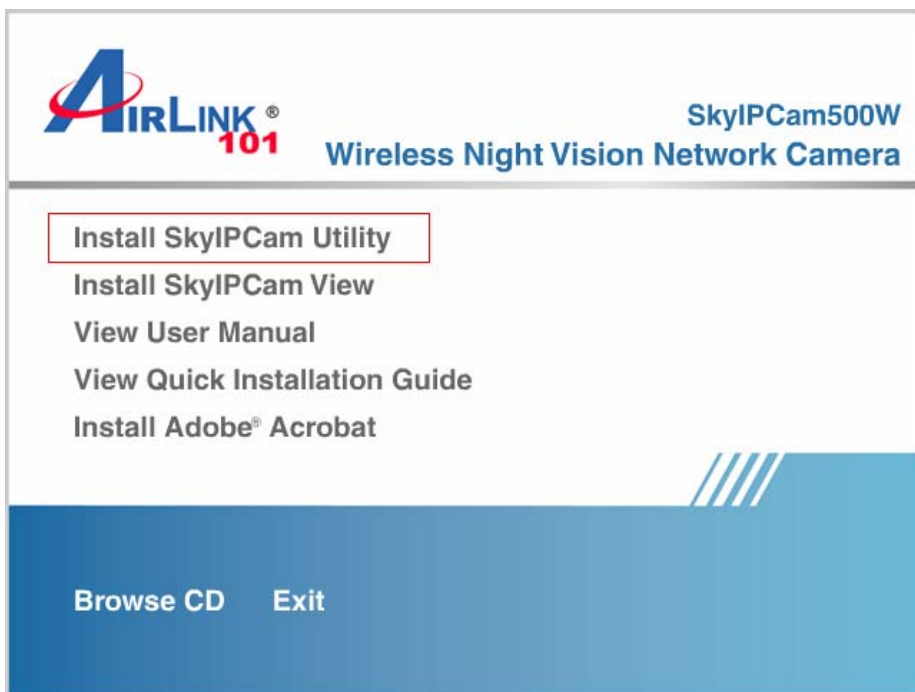 AIRLINK®
101
SkyIPCam500W
Wireless Night Vision Network Camera
Install SkyIPCam Utility
Install SkyIPCam View
View User Manual
View Quick Installation Guide
Install Adobe® Acrobat
Browse CD Exit